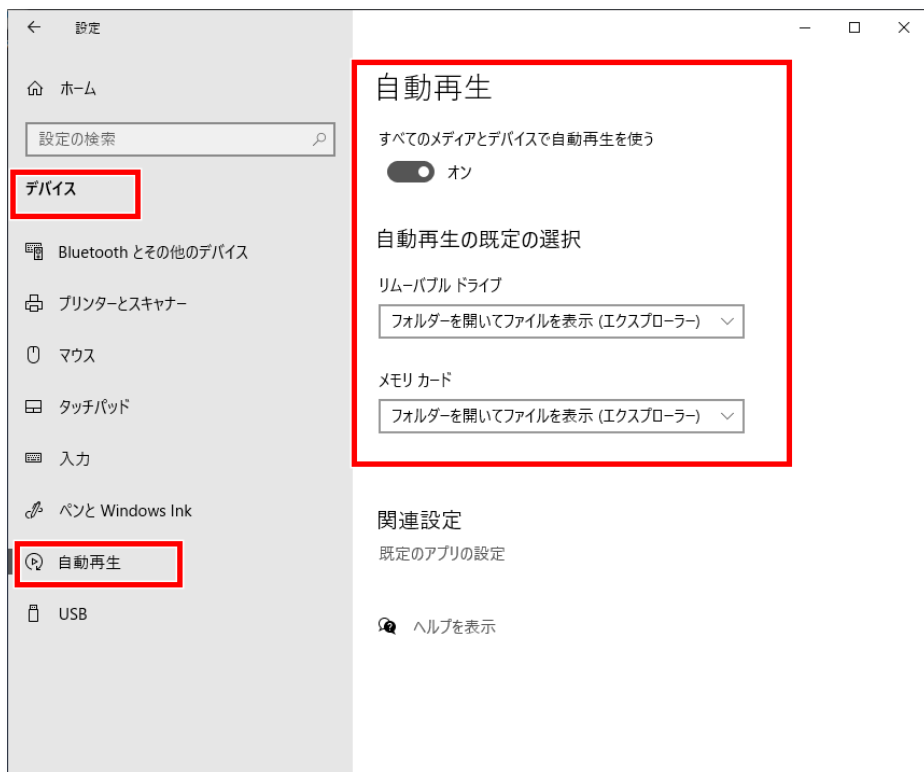 設定
ホーム
設定の検索
デバイス
Bluetooth とその他のデバイス
プリンターとスキャナー
マウス
タッチパッド
入力
ペンと Windows Ink
自動再生
USB
自動再生
すべてのメディアとデバイスで自動再生を使う
オン
自動再生の既定の選択
リムーバブル ドライブ
フォルダーを開いてファイルを表示 (エクスプローラー)
メモリ カード
フォルダーを開いてファイルを表示 (エクスプローラー)
関連設定
既定のアプリの設定
ヘルプを表示